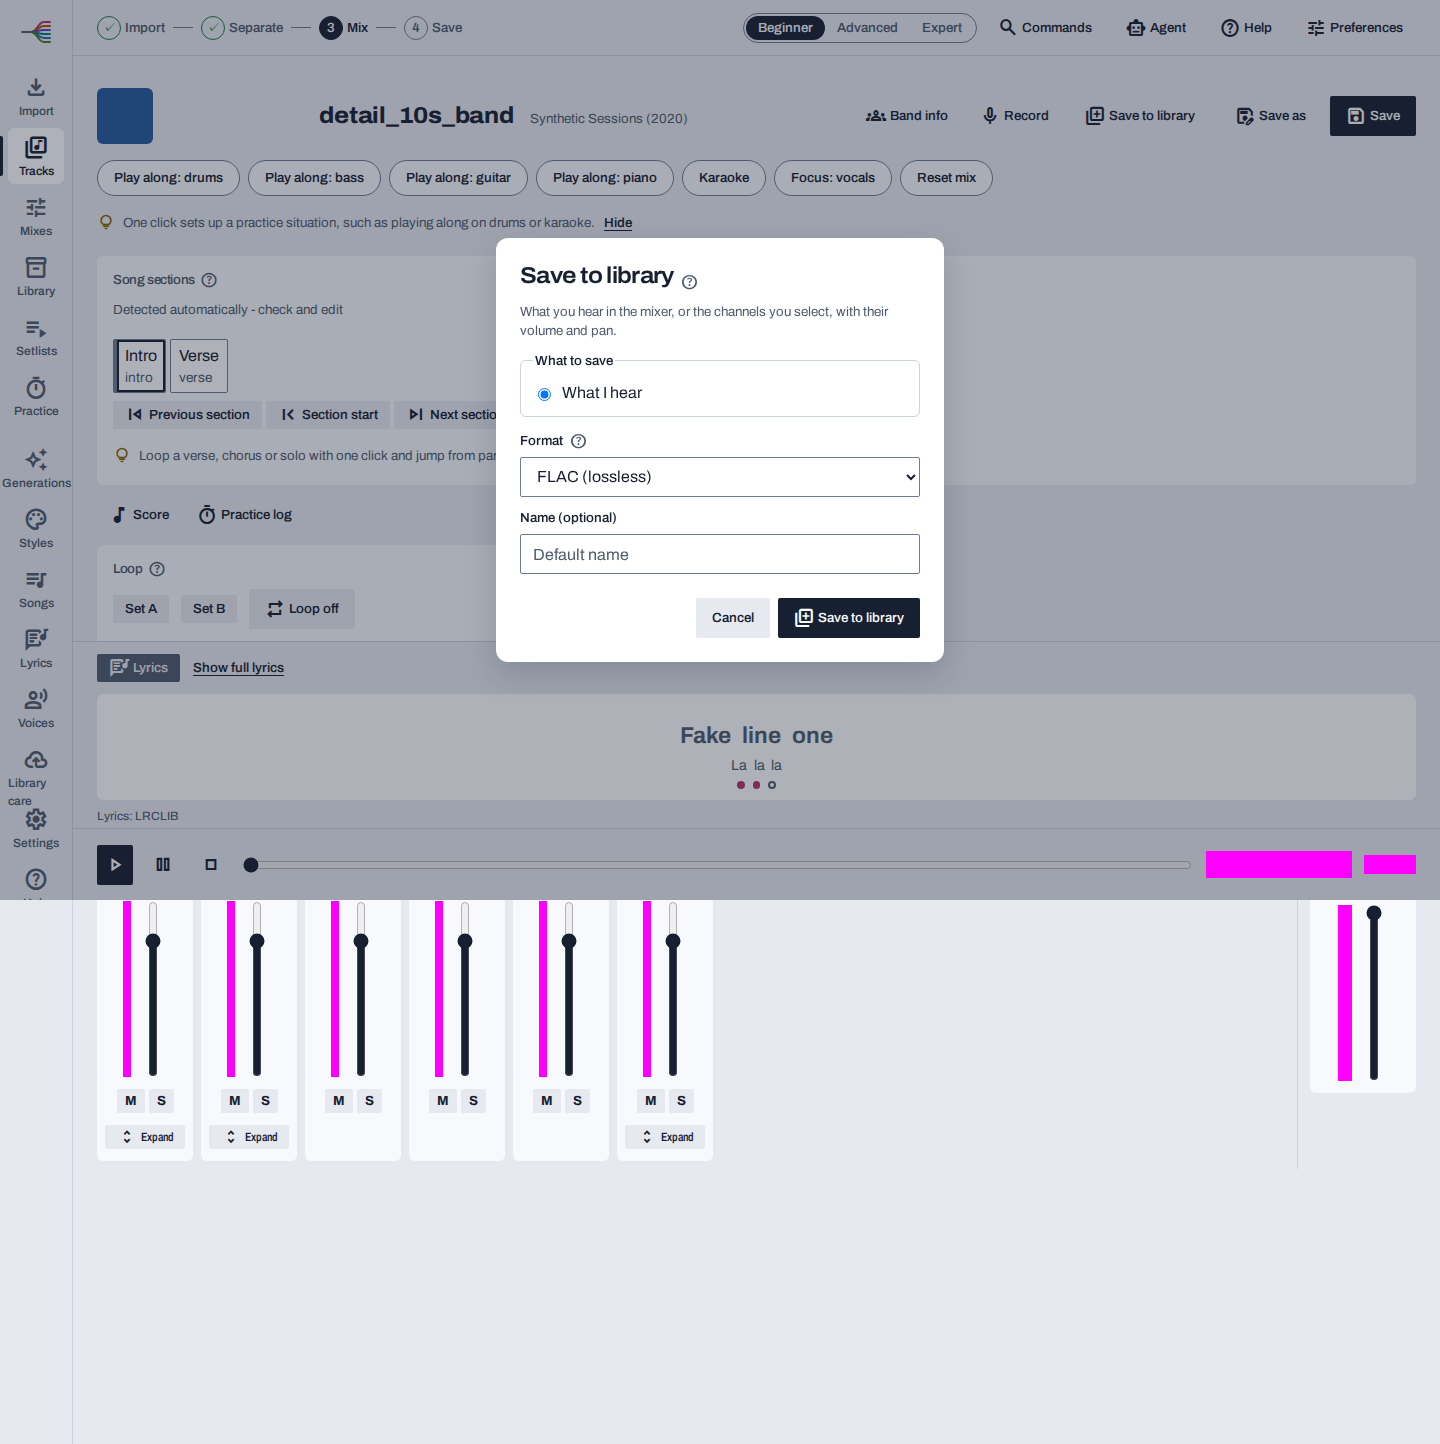 Import
Separate
3 Mix
4 Save
Beginner
Advanced
Expert
Commands
Agent
Help
Preferences
Import
Tracks
Mixes
Library
Setlists
Practice
Generations
Styles
Songs
Lyrics
Voices
Library care
Settings
detail_10s_band
Synthetic Sessions (2020)
Band info
Record
Save to library
Save as
Save
Play along: drums
Play along: bass
Play along: guitar
Play along: piano
Karaoke
Focus: vocals
Reset mix
One click sets up a practice situation, such as playing along on drums or karaoke. Hide
Song sections
Detected automatically - check and edit
Intro
intro
Verse
verse
Previous section
Section start
Next
Loop a verse, chorus or solo with one click and jump from
Score
Practice log
Loop
Set A
Set B
Loop off
Save to library
What you hear in the mixer, or the channels you select, with their
volume and pan.
What to save
What I hear
Format
FLAC (lossless)
Name (optional)
Default name
Cancel
Save to library
Lyrics
Show full lyrics
Fake line one
La la la
Lyrics: LRCLIB
M S
M S
M S
M S
M S
M S
Expand
Expand
Expand